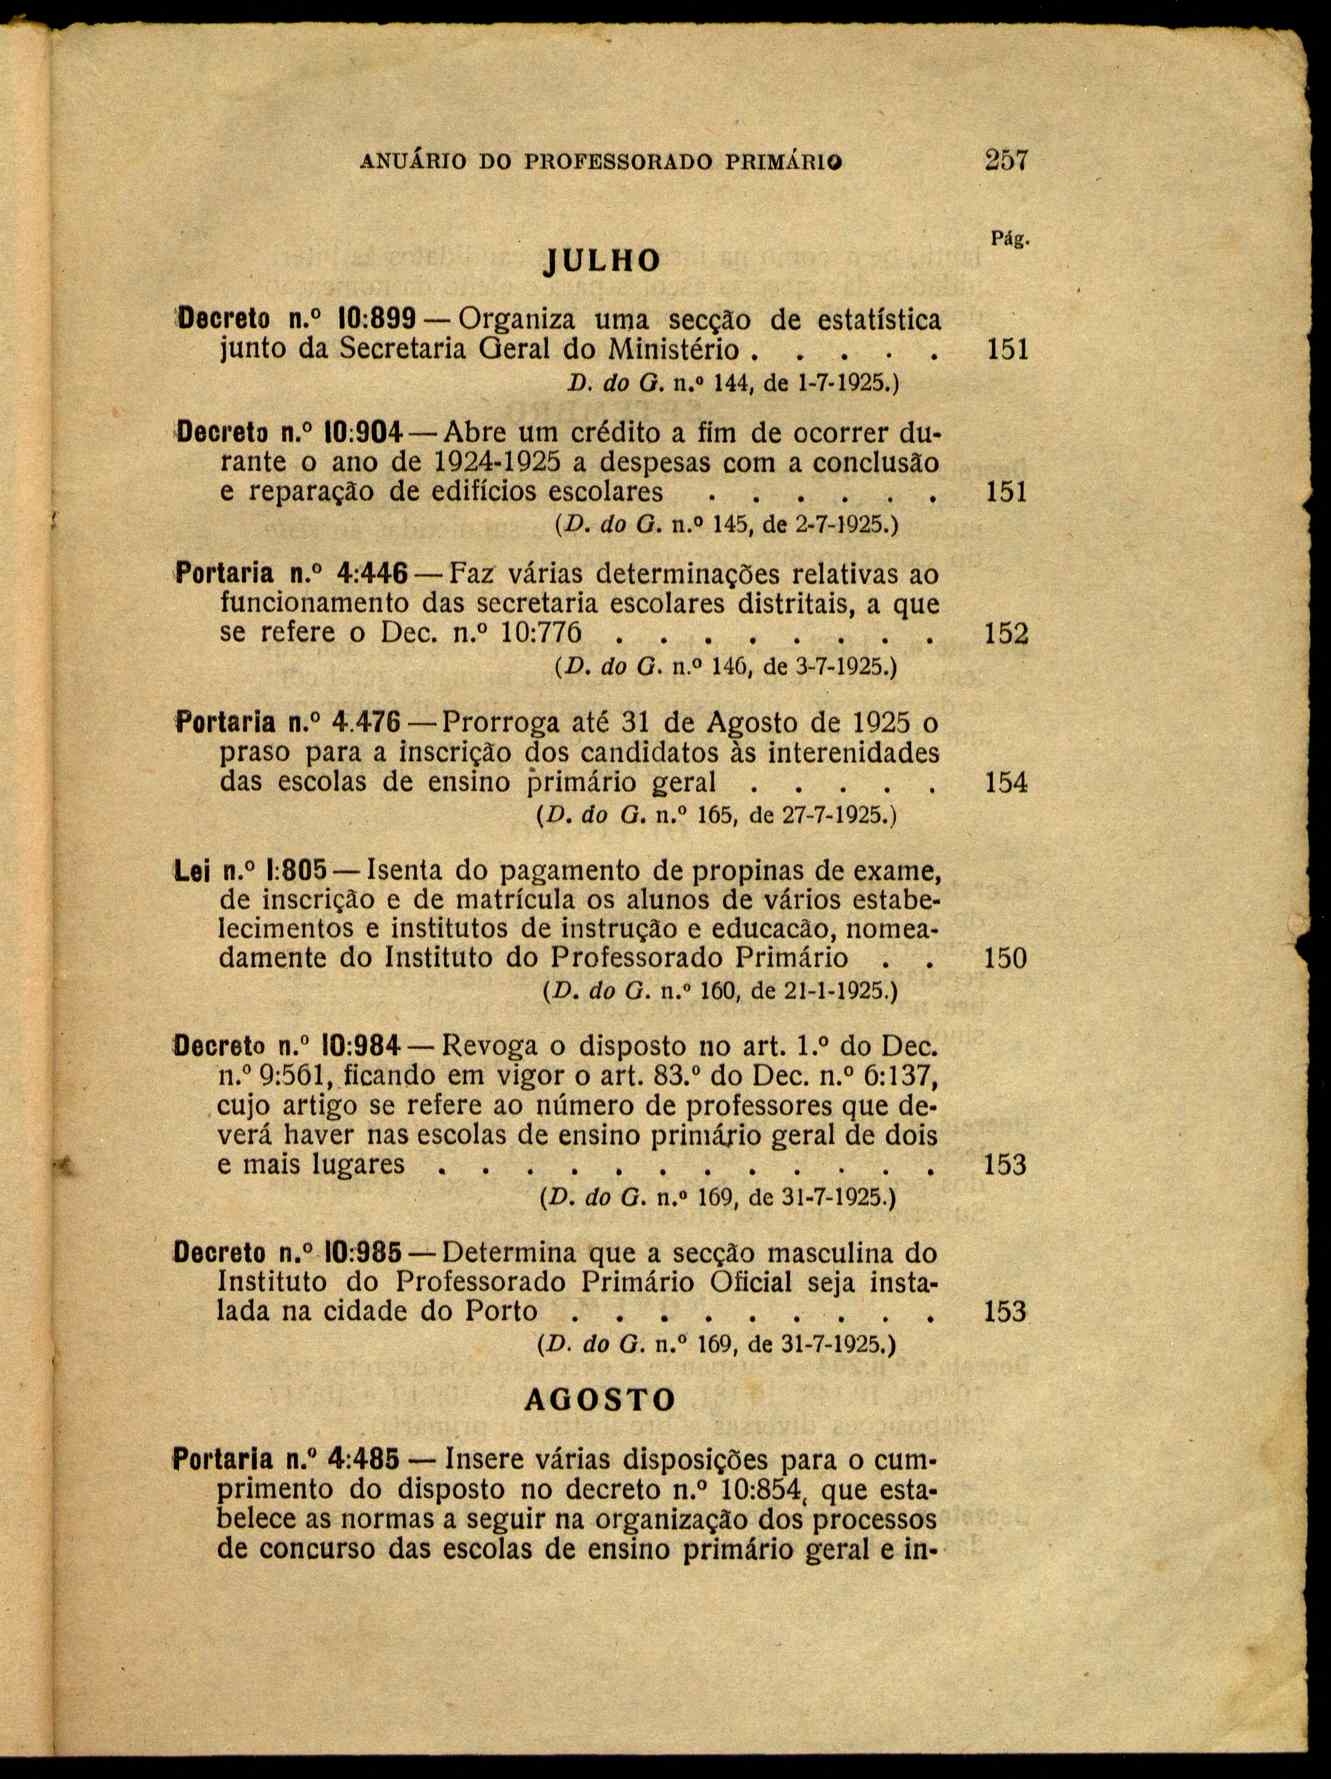 ANUÁRIO DO PROFESSORADO PRIMÁRIO 257
Pág.
JULHO
Decreto n.º 10:899 — Organiza uma secção de estatística
junto da Secretaria Geral do Ministério . . . . . 151
D. do G. n.º 144, de 1-7-1925.)
Decreto n.º 10:904 — Abre um crédito a fim de ocorrer du-
rante o ano de 1924-1925 a despesas com a conclusão
e reparação de edifícios escolares . . . . . . 151
(D. do G. n.º 145, de 2-7-1925.)
Portaria n.º 4:446 — Faz várias determinações relativas ao
funcionamento das secretaria escolares distritais, a que
se refere o Dec. n.º 10:776 . . . . . . . . 152
(D. do G. n.º 146, de 3-7-1925.)
Portaria n.º 4.476 — Prorroga até 31 de Agosto de 1925 o
praso para a inscrição dos candidatos às interenidades
das escolas de ensino primário geral . . . . . 154
(D. do G. n.º 165, de 27-7-1925.)
Lei n.º 1:805 — Isenta do pagamento de propinas de exame,
de inscrição e de matrícula os alunos de vários estabe-
lecimentos e institutos de instrução e educacão, nomea-
damente do Instituto do Professorado Primário . . 150
(D. do G. n.º 160, de 21-1-1925.)
Decreto n.º 10:984 — Revoga o disposto no art. 1.º do Dec.
n.º 9:561, ficando em vigor o art. 83.º do Dec. n.º 6:137,
cujo artigo se refere ao número de professores que de-
verá haver nas escolas de ensino primário geral de dois
e mais lugares . . . . . . . . . . . . 153
(D. do G. n.º 169, de 31-7-1925.)
Decreto n.º 10:985 — Determina que a secção masculina do
Instituto do Professorado Primário Oficial seja insta-
lada na cidade do Porto . . . . . . . . . 153
(D. do G. n.º 169, de 31-7-1925.)
AGOSTO
Portaria n.º 4:485 — Insere várias disposições para o cum-
primento do disposto no decreto n.º 10:854, que esta-
belece as normas a seguir na organização dos processos
de concurso das escolas de ensino primário geral e in-